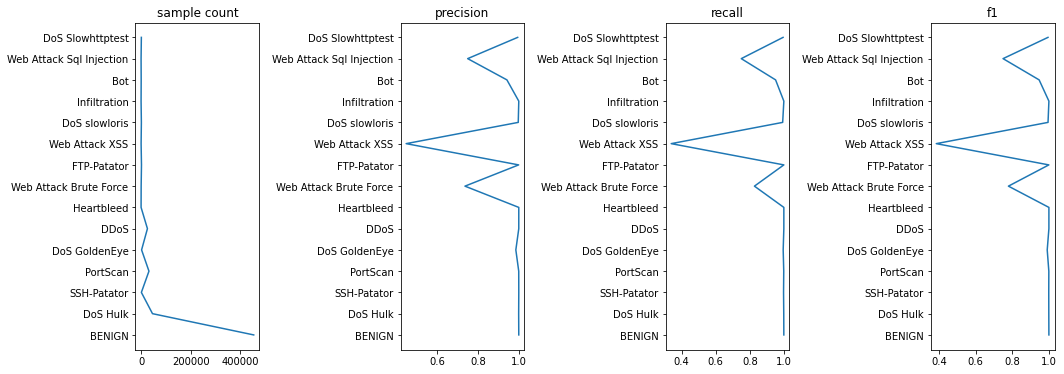 sample count
DoS Slowhttptest
Web Attack Sql Injection
Bot
Infiltration
DoS slowloris
Web Attack XSS
FTP-Patator
Web Attack Brute Force
Heartbleed
DDoS
DoS GoldenEye
PortScan
SSH-Patator
DoS Hulk
BENIGN
0 200000 400000
precision
DoS Slowhttptest
Web Attack Sql Injection
Bot
Infiltration
DoS slowloris
Web Attack XSS
FTP-Patator
Web Attack Brute Force
Heartbleed
DDoS
DoS GoldenEye
PortScan
SSH-Patator
DoS Hulk
BENIGN
0.6 0.8 1.0
recall
DoS Slowhttptest
Web Attack Sql Injection
Bot
Infiltration
DoS slowloris
Web Attack XSS
FTP-Patator
Web Attack Brute Force
Heartbleed
DDoS
DoS GoldenEye
PortScan
SSH-Patator
DoS Hulk
BENIGN
0.4 0.6 0.8 1.0
f1
DoS Slowhttptest
Web Attack Sql Injection
Bot
Infiltration
DoS slowloris
Web Attack XSS
FTP-Patator
Web Attack Brute Force
Heartbleed
DDoS
DoS GoldenEye
PortScan
SSH-Patator
DoS Hulk
BENIGN
0.4 0.6 0.8 1.0